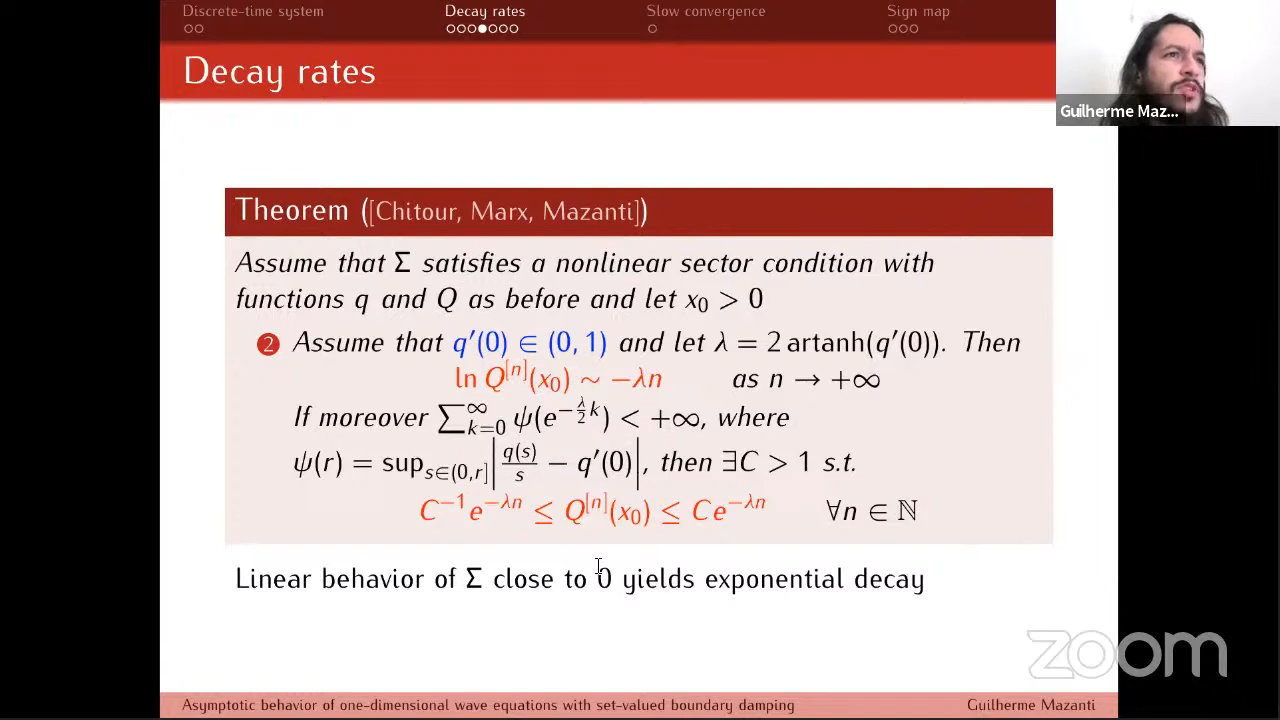 Discrete-time system Decay rates Slow convergence Sign map
Decay rates
Guilherme Maz...
Theorem ([Chitour, Marx, Mazanti])
Assume that Σ satisfies a nonlinear sector condition with
functions q and Q as before and let x₀ > 0
2 Assume that q′(0) ∈ (0, 1) and let λ = 2 artanh(q′(0)). Then
ln Q^[n](x₀) ∼ −λn as n → +∞
If moreover ∑_{k=0}^∞ ψ(e^{−λ/2 k}) < +∞, where
ψ(r) = sup_{s∈(0,r]} |q(s)/s − q′(0)|, then ∃C > 1 s.t.
C⁻¹e^{−λn} ≤ Q^[n](x₀) ≤ Ce^{−λn} ∀n ∈ ℕ
Linear behavior of Σ close to 0 yields exponential decay
zoom
Asymptotic behavior of one-dimensional wave equations with set-valued boundary damping Guilherme Mazanti